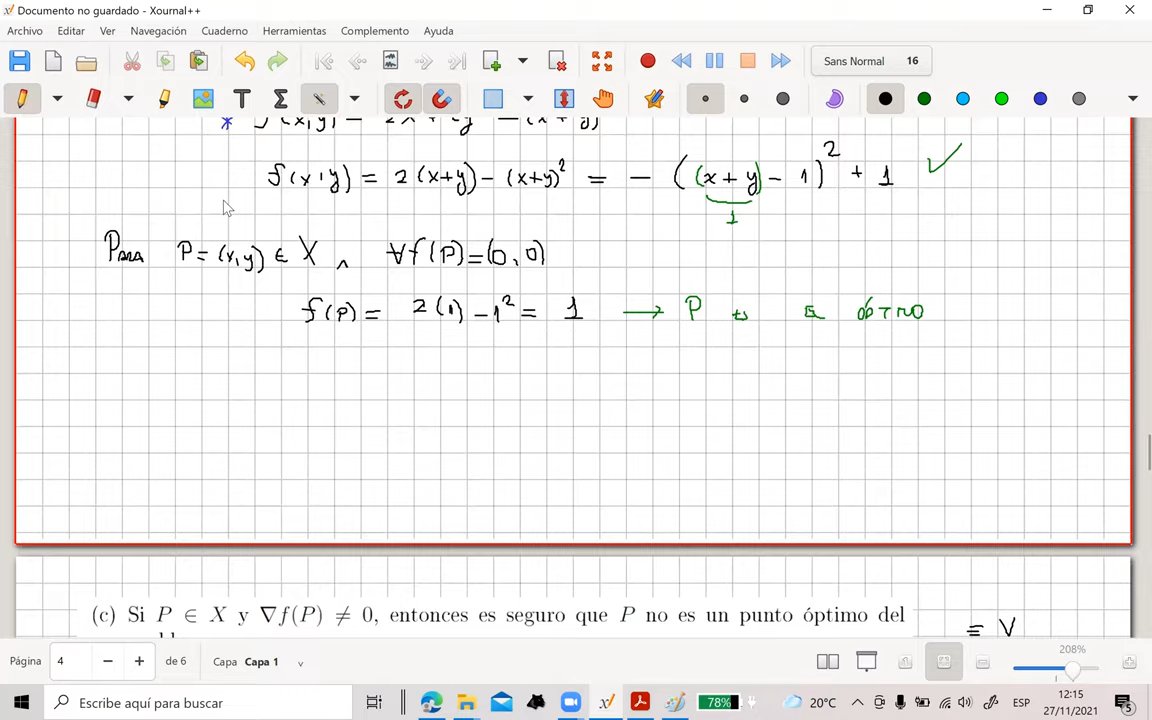 Documento no guardado - Xournal++
Archivo Editar Ver Navegación Cuaderno Herramientas Complemento Ayuda
Sans Normal 16
f(x,y) = 2(x+y) - (x+y)² = - ((x+y) - 1)² + 1 ✓
1
PARA P=(x,y) ∈ X ∧ ∇f(P)=(0,0)
f(P) = 2(1) - 1² = 1 → P es
(c) Si P ∈ X y ∇f(P) ≠ 0, entonces es seguro que P no es un punto óptimo del
≡ V
Página 4 de 6 Capa Capa 1 208%
Escribe aquí para buscar 78% 20°C ESP 12:15
27/11/2021 5